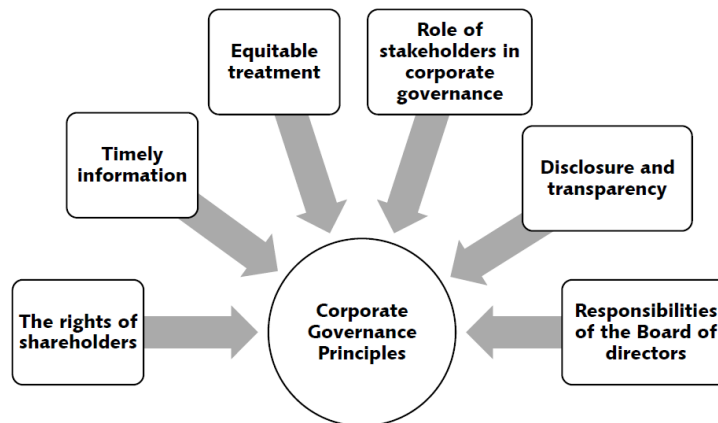 Equitable
treatment
Role of
stakeholders in
corporate
governance
Timely
information
Disclosure and
transparency
The rights of
shareholders
Corporate
Governance
Principles
Responsibilities
of the Board of
directors